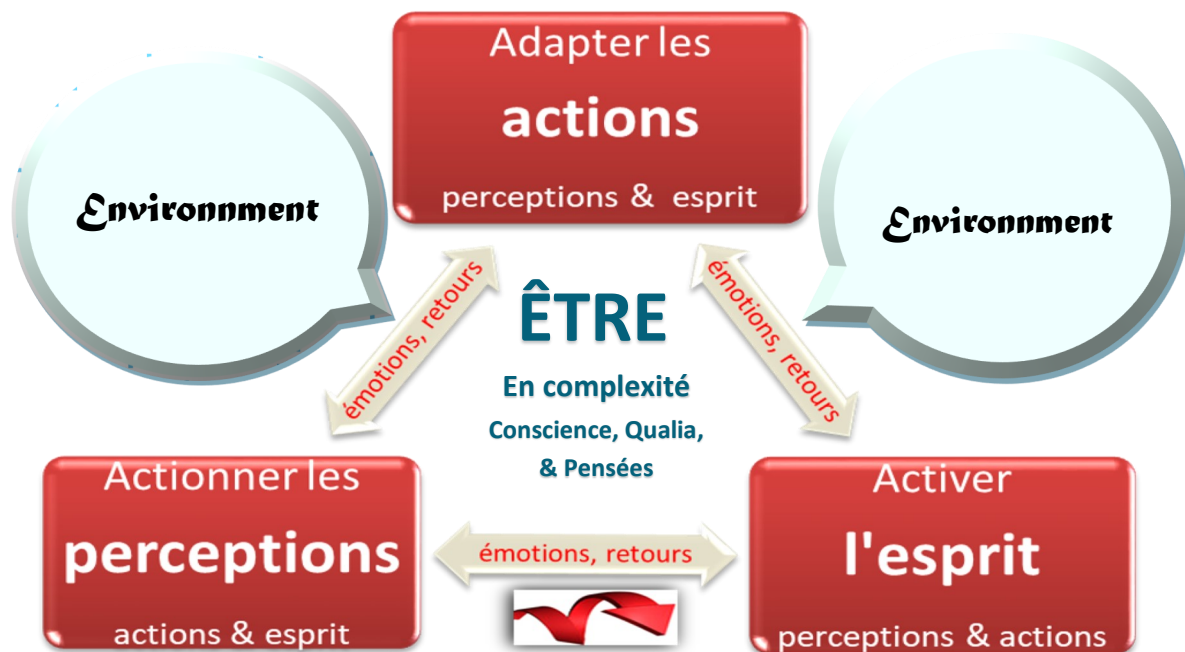 Adapter les
actions
perceptions & esprit
Environnment
Environnment
émotions, retours
émotions, retours
ÊTRE
En complexité
Conscience, Qualia,
& Pensées
Actionner les
perceptions
actions & esprit
émotions, retours
Activer
l'esprit
perceptions & actions